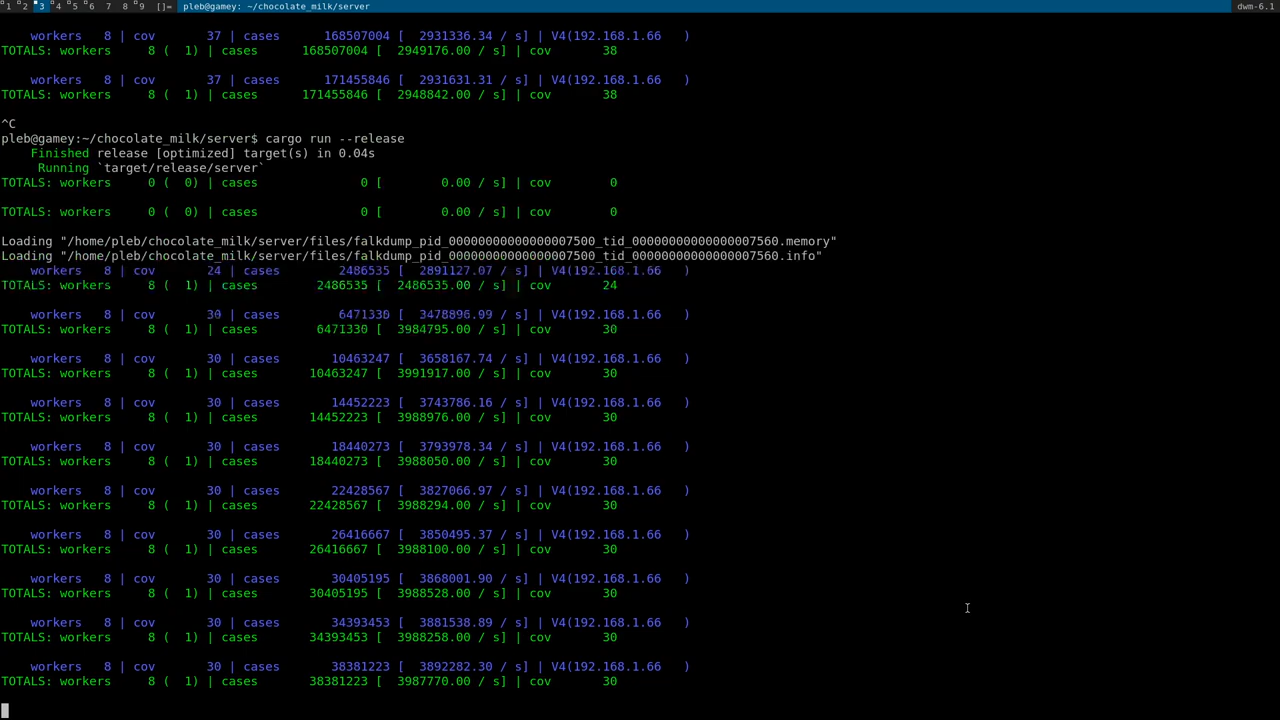 1 2 3 4 5 6 7 8 9 []= pleb@gamey: ~/chocolate_milk/server dwm-6.1
workers 8 | cov 37 | cases 168507004 [ 2931336.34 / s] | V4(192.168.1.66 )
TOTALS: workers 8 ( 1) | cases 168507004 [ 2949176.00 / s] | cov 38
workers 8 | cov 37 | cases 171455846 [ 2931631.31 / s] | V4(192.168.1.66 )
TOTALS: workers 8 ( 1) | cases 171455846 [ 2948842.00 / s] | cov 38
^C
pleb@gamey:~/chocolate_milk/server$ cargo run --release
Finished release [optimized] target(s) in 0.04s
Running `target/release/server`
TOTALS: workers 0 ( 0) | cases 0 [ 0.00 / s] | cov 0
TOTALS: workers 0 ( 0) | cases 0 [ 0.00 / s] | cov 0
Loading "/home/pleb/chocolate_milk/server/files/falkdump_pid_00000000000000007500_tid_00000000000000007560.memory"
Loading "/home/pleb/chocolate_milk/server/files/falkdump_pid_00000000000000007500_tid_00000000000000007560.info"
workers 8 | cov 24 | cases 2486535 [ 2891127.07 / s] | V4(192.168.1.66 )
TOTALS: workers 8 ( 1) | cases 2486535 [ 2486535.00 / s] | cov 24
workers 8 | cov 30 | cases 6471330 [ 3478896.99 / s] | V4(192.168.1.66 )
TOTALS: workers 8 ( 1) | cases 6471330 [ 3984795.00 / s] | cov 30
workers 8 | cov 30 | cases 10463247 [ 3658167.74 / s] | V4(192.168.1.66 )
TOTALS: workers 8 ( 1) | cases 10463247 [ 3991917.00 / s] | cov 30
workers 8 | cov 30 | cases 14452223 [ 3743786.16 / s] | V4(192.168.1.66 )
TOTALS: workers 8 ( 1) | cases 14452223 [ 3988976.00 / s] | cov 30
workers 8 | cov 30 | cases 18440273 [ 3793978.34 / s] | V4(192.168.1.66 )
TOTALS: workers 8 ( 1) | cases 18440273 [ 3988050.00 / s] | cov 30
workers 8 | cov 30 | cases 22428567 [ 3827066.97 / s] | V4(192.168.1.66 )
TOTALS: workers 8 ( 1) | cases 22428567 [ 3988294.00 / s] | cov 30
workers 8 | cov 30 | cases 26416667 [ 3850495.37 / s] | V4(192.168.1.66 )
TOTALS: workers 8 ( 1) | cases 26416667 [ 3988100.00 / s] | cov 30
workers 8 | cov 30 | cases 30405195 [ 3868001.90 / s] | V4(192.168.1.66 )
TOTALS: workers 8 ( 1) | cases 30405195 [ 3988528.00 / s] | cov 30
workers 8 | cov 30 | cases 34393453 [ 3881538.89 / s] | V4(192.168.1.66 )
TOTALS: workers 8 ( 1) | cases 34393453 [ 3988258.00 / s] | cov 30
workers 8 | cov 30 | cases 38381223 [ 3892282.30 / s] | V4(192.168.1.66 )
TOTALS: workers 8 ( 1) | cases 38381223 [ 3987770.00 / s] | cov 30